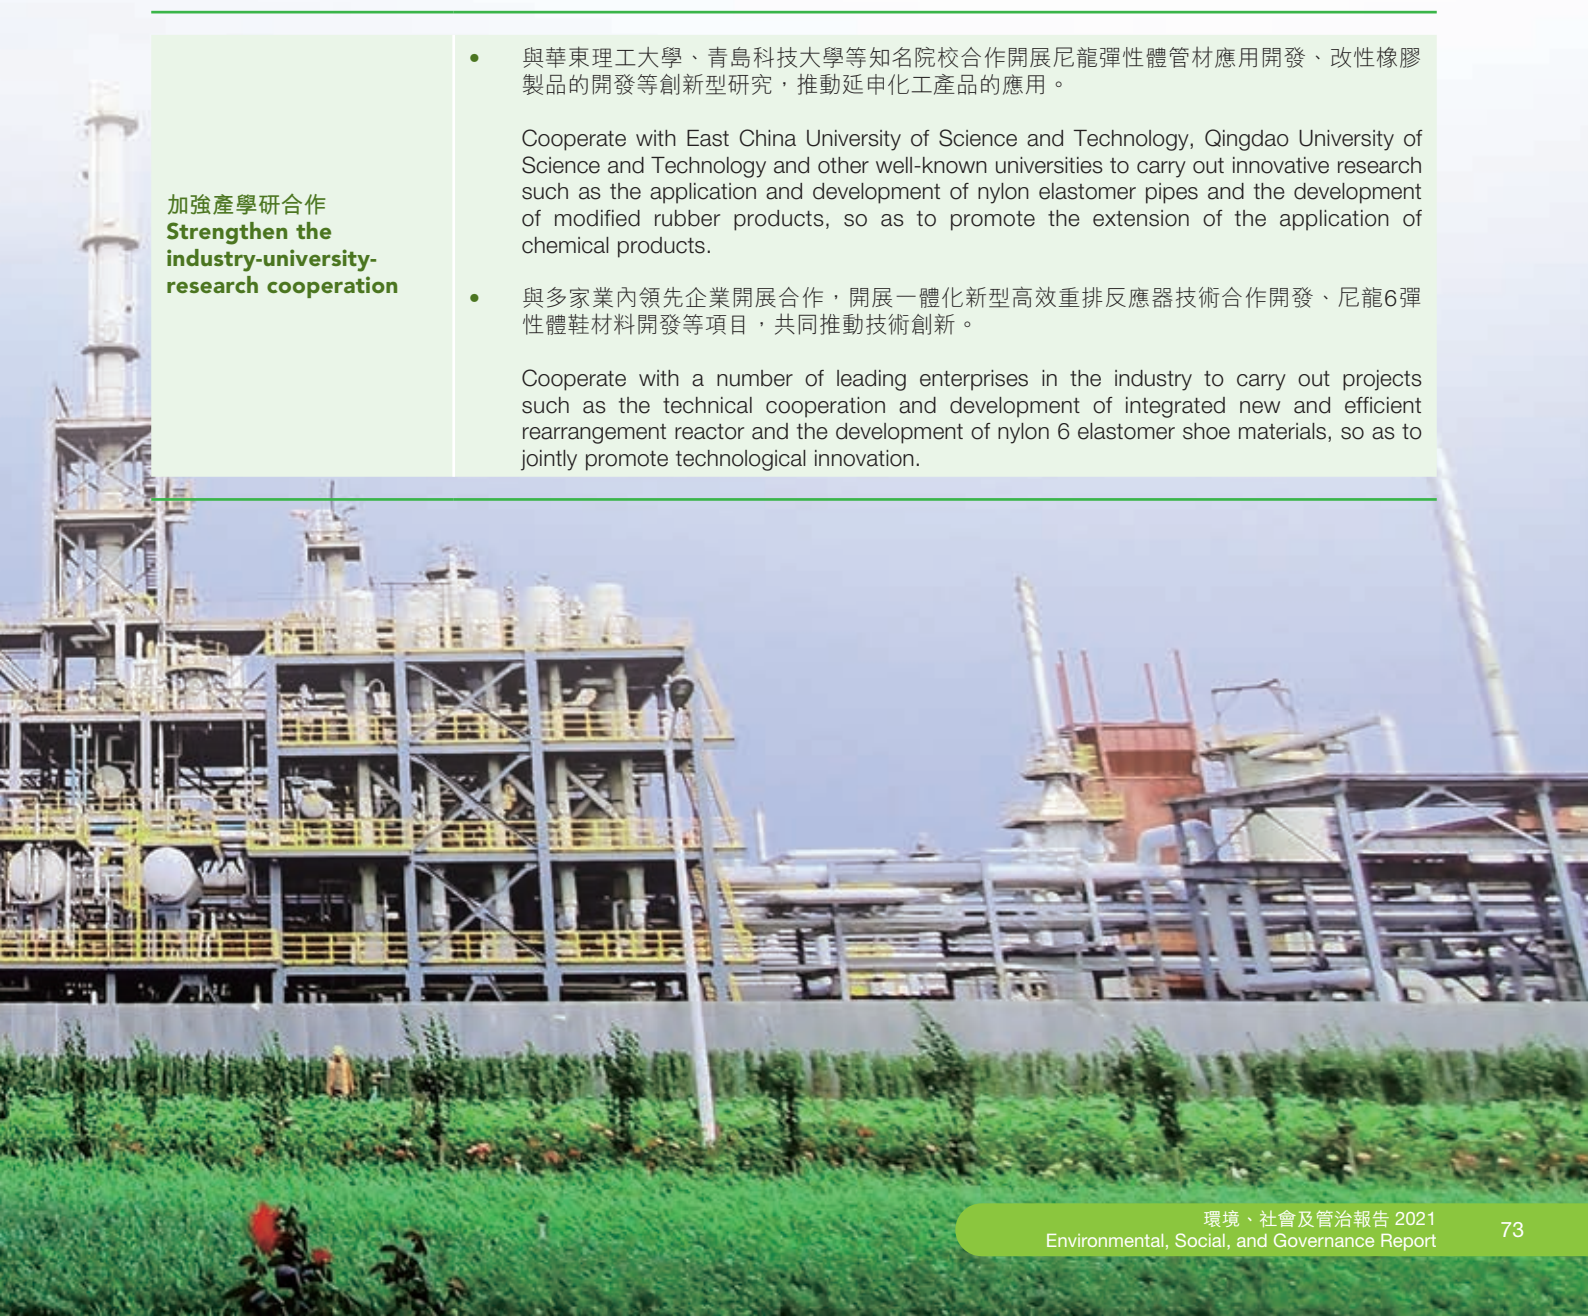 加強產學研合作
Strengthen the
industry-university-
research cooperation
• 與華東理工大學、青島科技大學等知名院校合作開展尼龍彈性體管材應用開發、改性橡膠
製品的開發等創新型研究，推動延申化工產品的應用。
Cooperate with East China University of Science and Technology, Qingdao University of
Science and Technology and other well-known universities to carry out innovative research
such as the application and development of nylon elastomer pipes and the development
of modified rubber products, so as to promote the extension of the application of
chemical products.
• 與多家業內領先企業開展合作，開展一體化新型高效重排反應器技術合作開發、尼龍6彈
性體鞋材料開發等項目，共同推動技術創新。
Cooperate with a number of leading enterprises in the industry to carry out projects
such as the technical cooperation and development of integrated new and efficient
rearrangement reactor and the development of nylon 6 elastomer shoe materials, so as to
jointly promote technological innovation.
環境、社會及管治報告 2021
Environmental, Social, and Governance Report
73